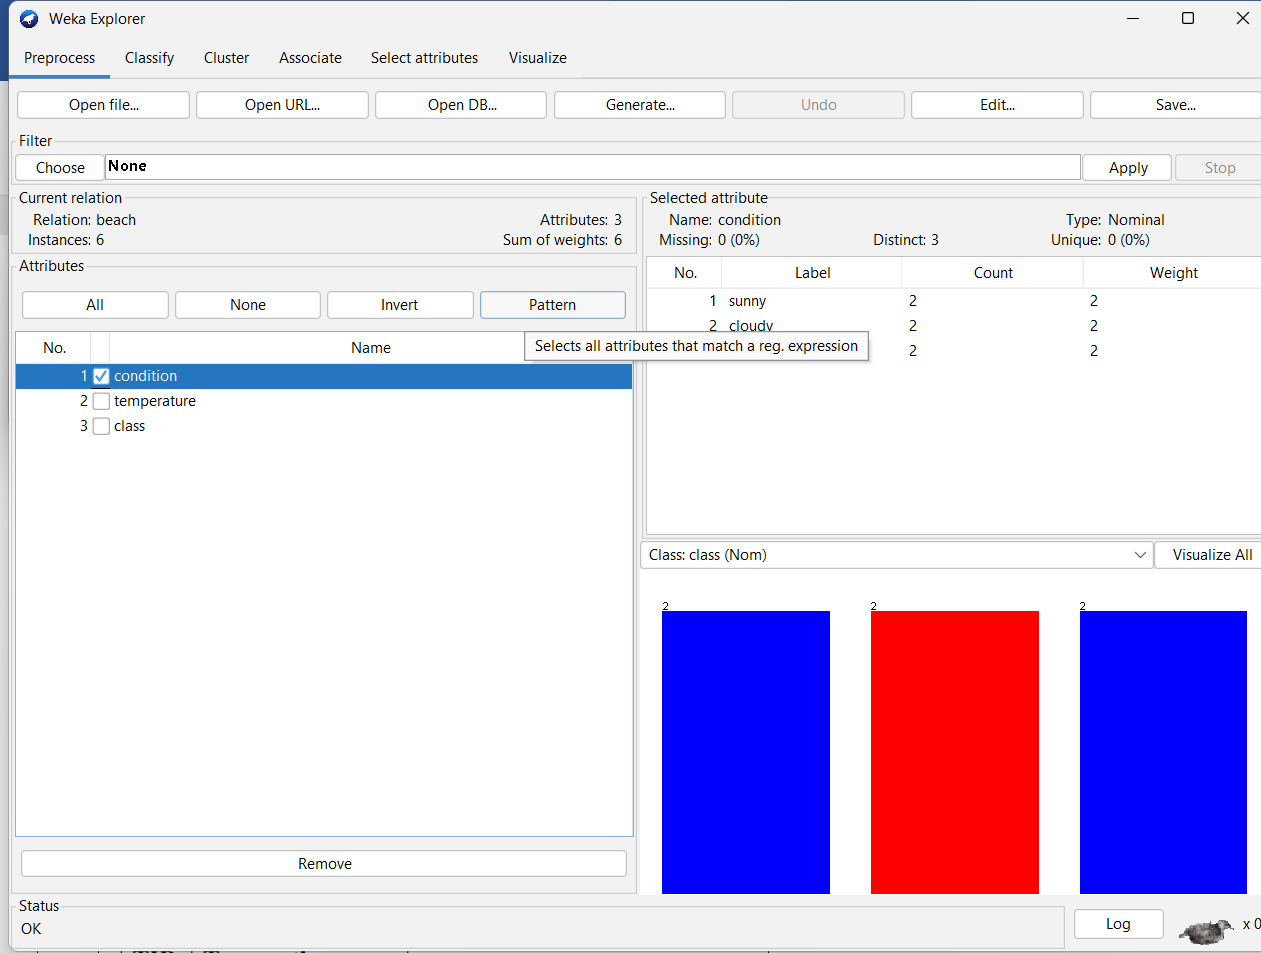 Weka Explorer
Preprocess Classify Cluster Associate Select attributes Visualize
Open file... Open URL... Open DB... Generate... Undo Edit... Save...
Filter
Choose None Apply Stop
Current relation
Relation: beach Attributes: 3
Instances: 6 Sum of weights: 6
Attributes
All None Invert Pattern
No. Name
1 condition
2 temperature
3 class
Remove
Selected attribute
Name: condition Type: Nominal
Missing: 0 (0%) Distinct: 3 Unique: 0 (0%)
No. Label Count Weight
1 sunny 2 2
2 cloudy 2 2
Selects all attributes that match a reg. expression
2 2
Class: class (Nom) Visualize All
2 2 2
Status
OK
Log x 0